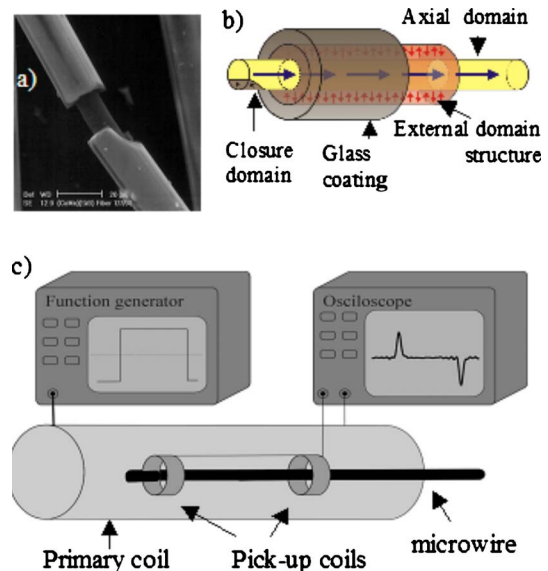 a)
b)
Axial domain
Closure domain
Glass coating
External domain structure
c)
Function generator
Osciloscope
Primary coil
Pick-up coils
microwire